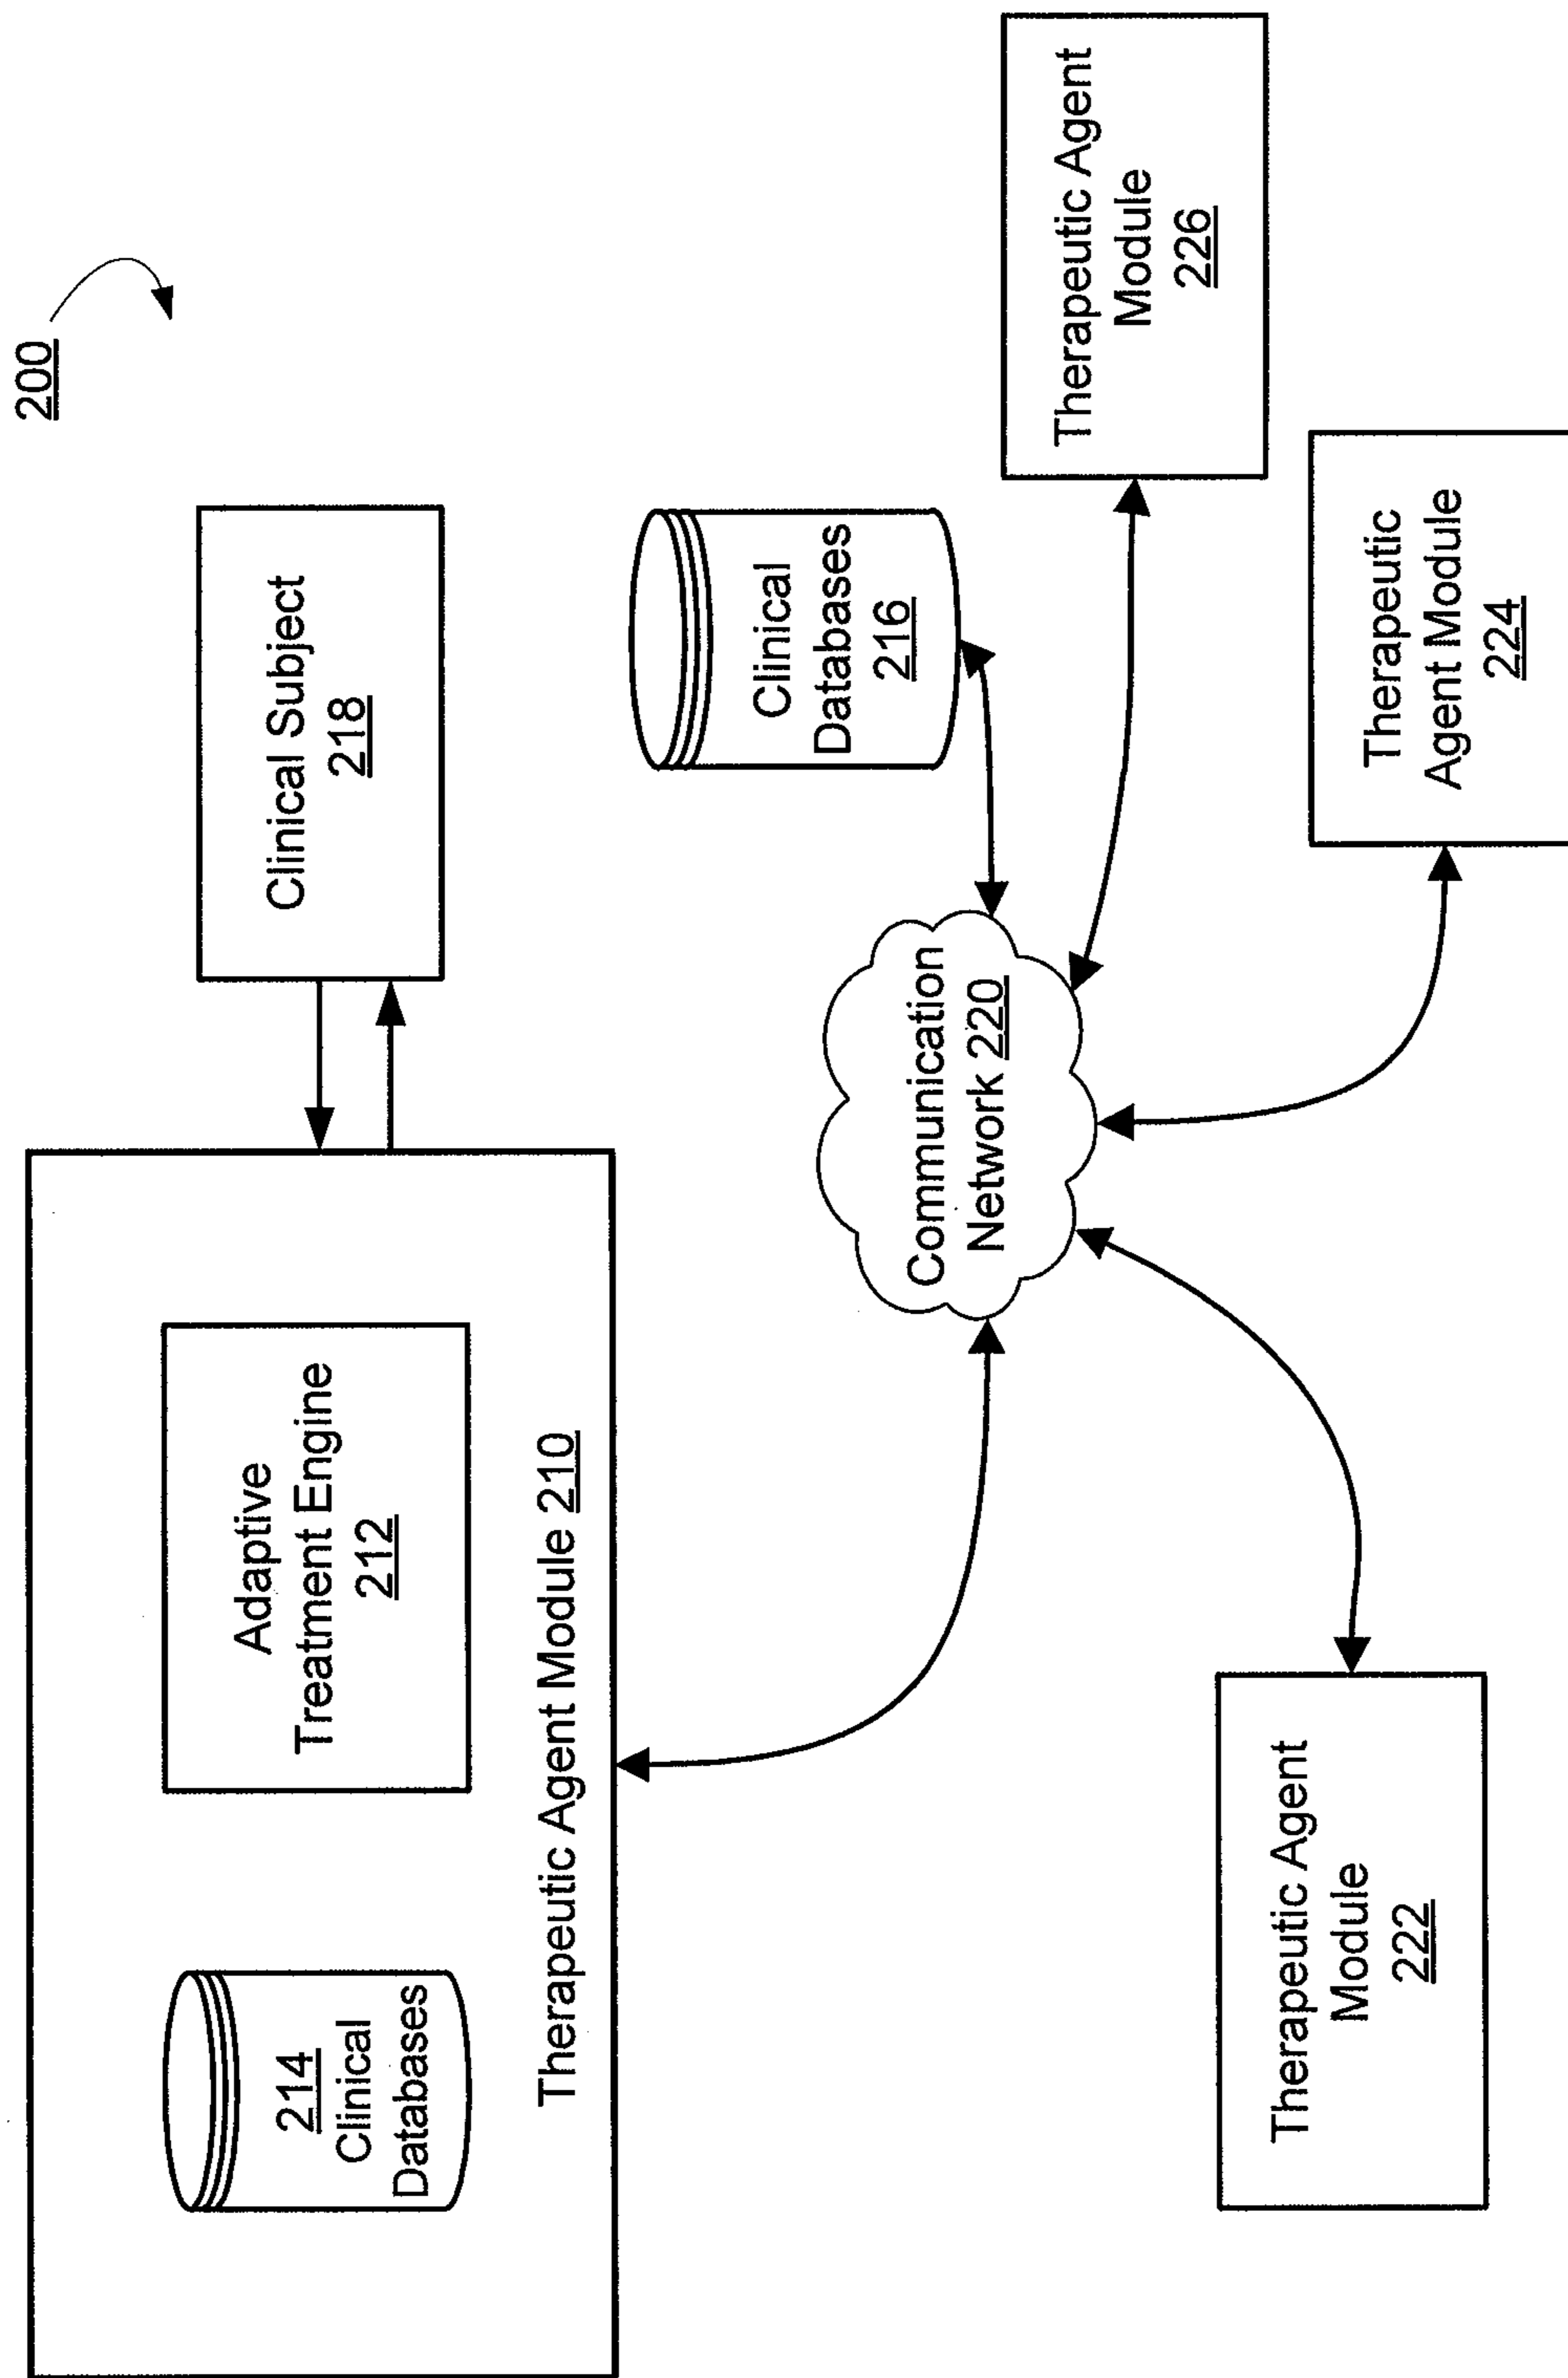 200
214
Clinical
Databases
Adaptive
Treatment Engine
212
Therapeutic Agent Module 210
Clinical Subject
218
Clinical
Databases
216
Communication
Network 220
Therapeutic Agent
Module
222
Therapeutic
Agent Module
224
Therapeutic Agent
Module
226